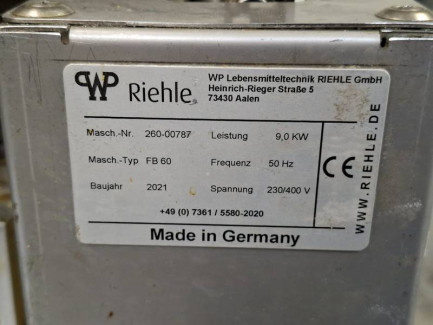 WP Riehle
WP Lebensmitteltechnik RIEHLE GmbH
Heinrich-Rieger Straße 5
73430 Aalen
Masch.-Nr. 260-00787 Leistung 9,0 KW
Masch.-Typ FB 60 Frequenz 50 Hz
Baujahr 2021 Spannung 230/400 V
CE
WWW.RIEHLE.DE
+49 (0) 7361 / 5580-2020
Made in Germany